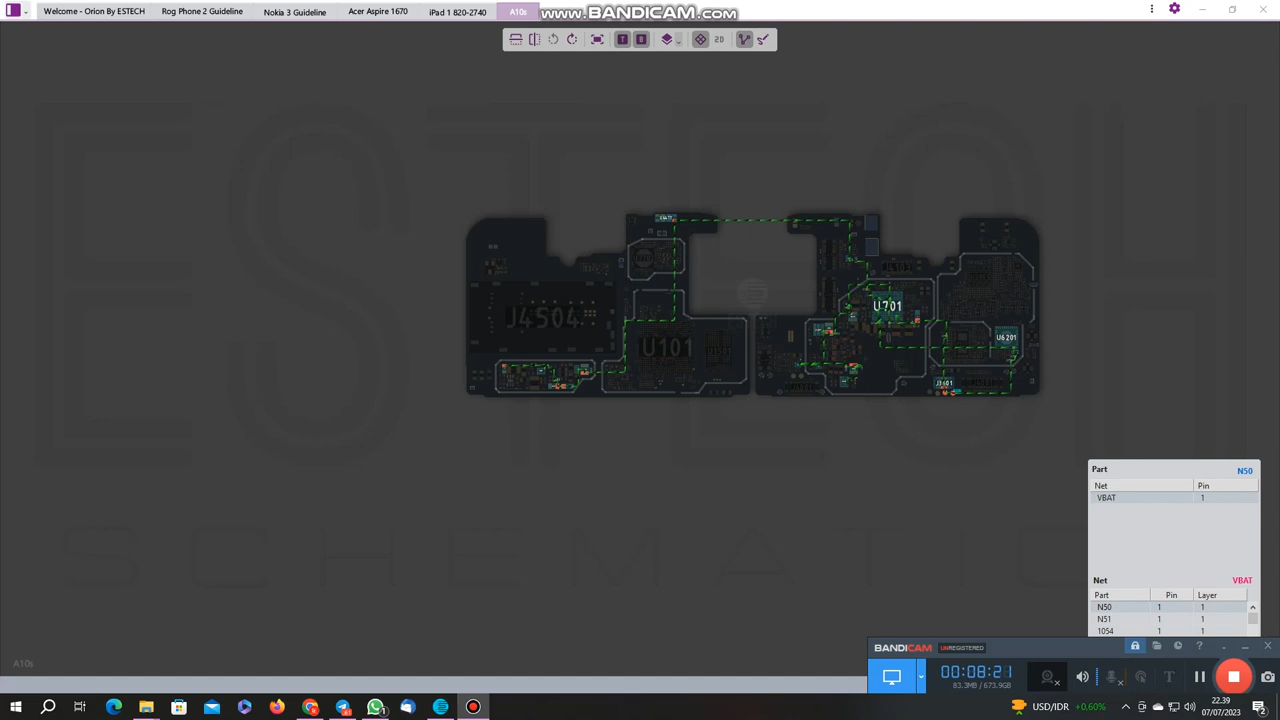 Welcome - Orion By ESTECH
Rog Phone 2 Guideline
Nokia 3 Guideline
Acer Aspire 1670
iPad 1 820-2740
A10s
www.BANDICAM.com
T
B
2D
ESTECH
SCHEMATIC
J4504
U101
U701
U6201
J4103
Part
N50
Net
Pin
VBAT
1
Net
VBAT
Part
Pin
Layer
N50
1
1
N51
1
1
1054
1
1
A10s
BANDICAM
UNREGISTERED
00:08:21
83.3MB / 673.9GB
USD/IDR
+0.60%
22.39
07/07/2023